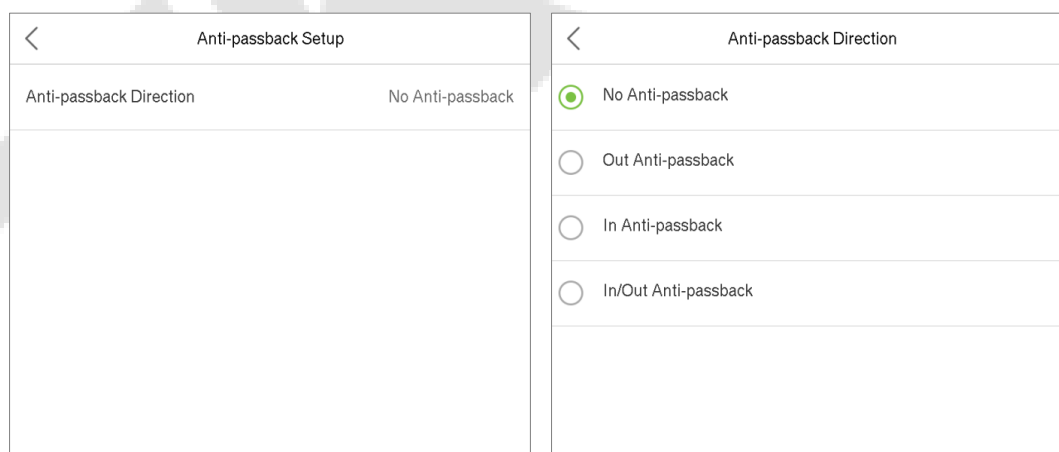 Anti-passback Setup
Anti-passback Direction No Anti-passback
Anti-passback Direction
No Anti-passback
Out Anti-passback
In Anti-passback
In/Out Anti-passback